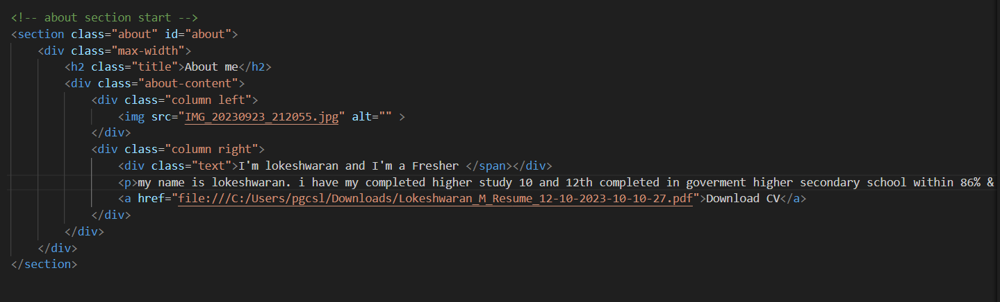 <!-- about section start -->
<section class="about" id="about">
<div class="max-width">
<h2 class="title">About me</h2>
<div class="about-content">
<div class="column left">
<img src="IMG_20230923_212055.jpg" alt="" >
</div>
<div class="column right">
<div class="text">I'm lokeshwaran and I'm a Fresher </span></div>
<p>my name is lokeshwaran. i have my completed higher study 10 and 12th completed in goverment higher secondary school within 86% &
<a href="file:///C:/Users/pgcsl/Downloads/Lokeshwaran_M_Resume_12-10-2023-10-10-27.pdf">Download CV</a>
</div>
</div>
</div>
</section>